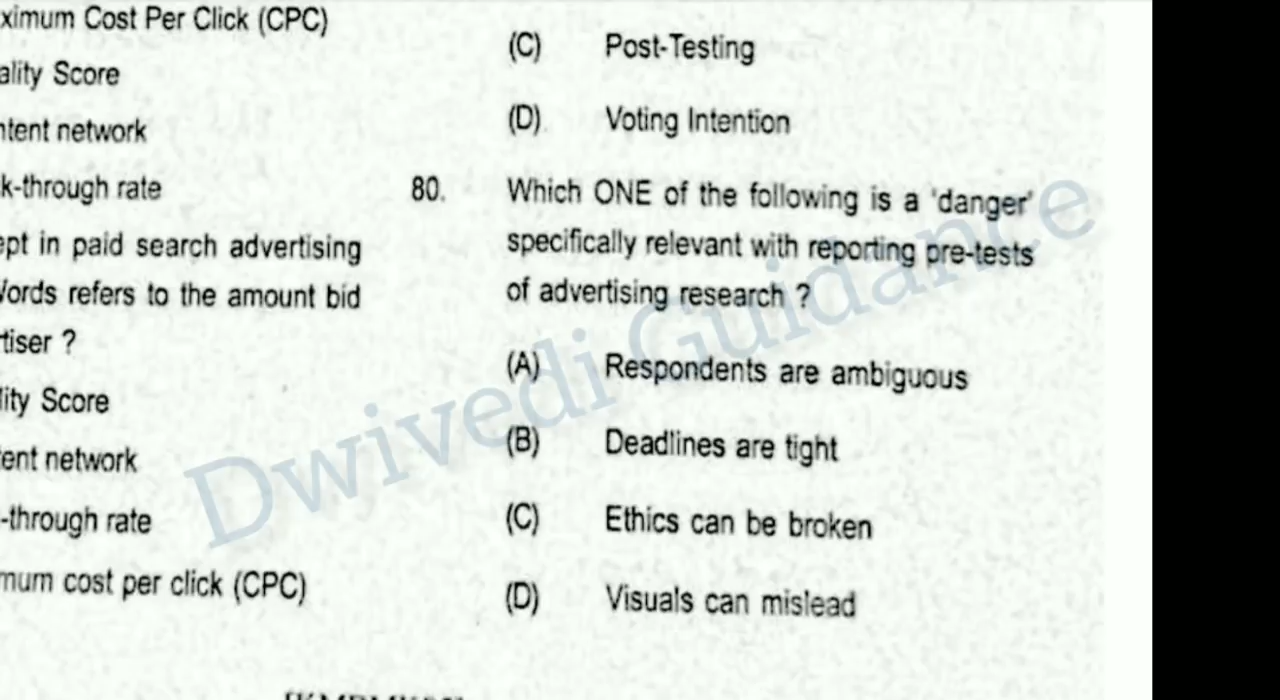 ximum Cost Per Click (CPC)
ality Score
ntent network
k-through rate
ept in paid search advertising
Words refers to the amount bid
rtiser ?
lity Score
tent network
-through rate
mum cost per click (CPC)
(C) Post-Testing
(D) Voting Intention
80. Which ONE of the following is a 'danger'
specifically relevant with reporting pre-tests
of advertising research ?
(A) Respondents are ambiguous
(B) Deadlines are tight
(C) Ethics can be broken
(D) Visuals can mislead
Dwivedi Guidance